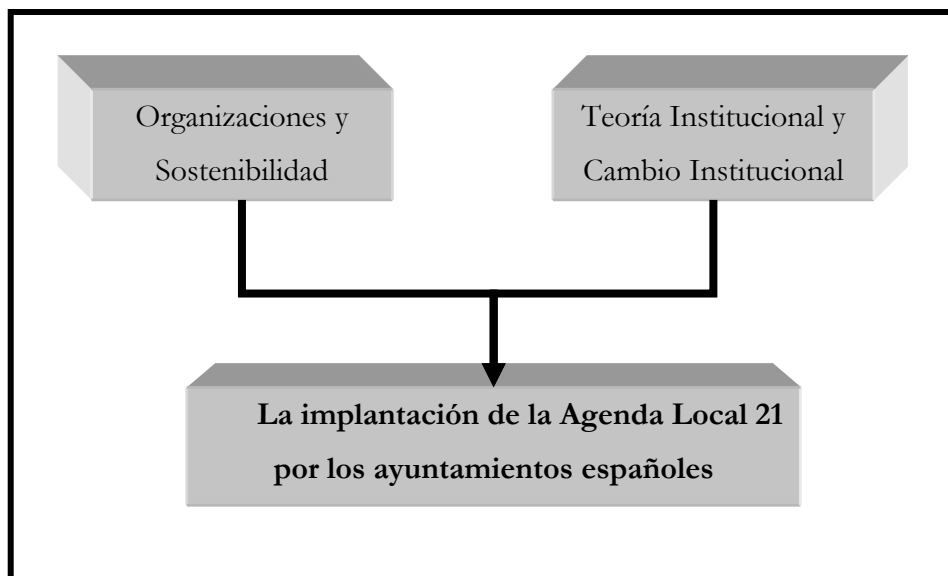 Organizaciones y
Sostenibilidad
Teoría Institucional y
Cambio Institucional
La implantación de la Agenda Local 21
por los ayuntamientos españoles